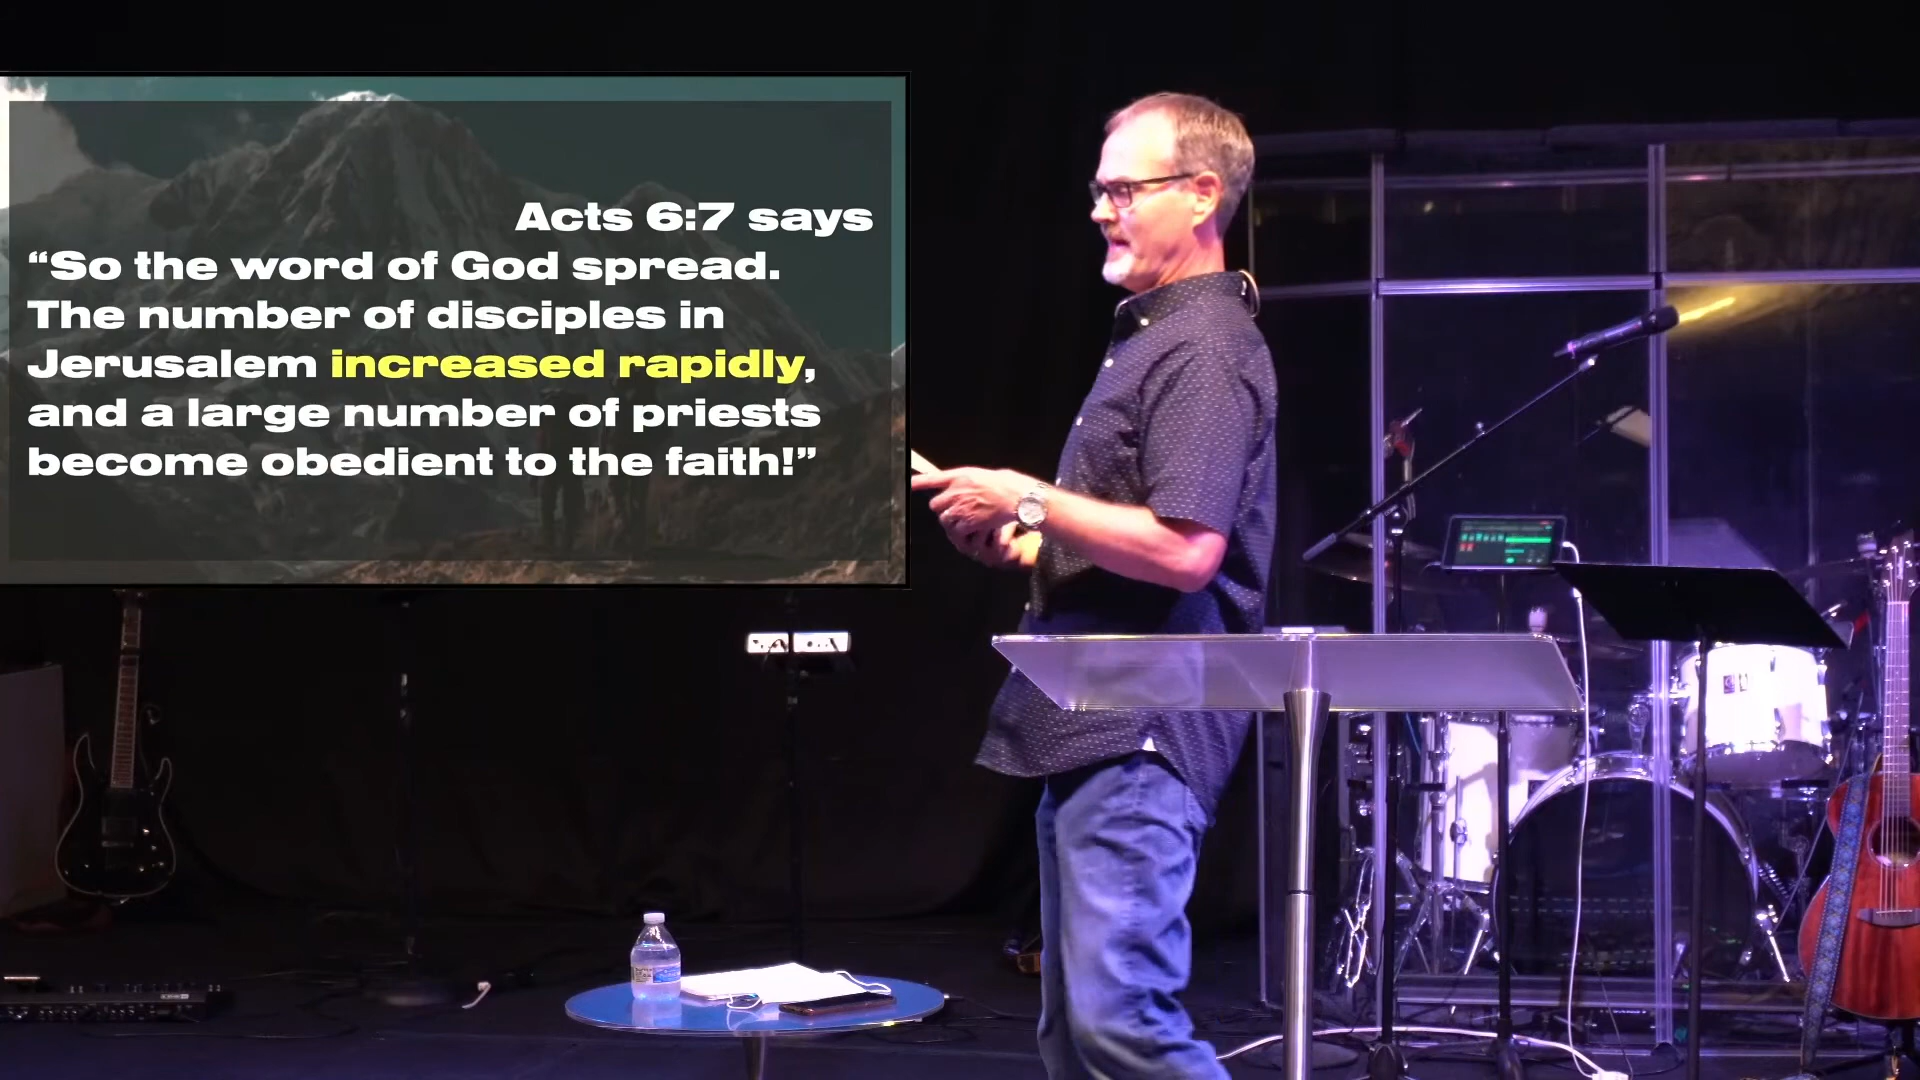 Acts 6:7 says
“So the word of God spread.
The number of disciples in
Jerusalem increased rapidly,
and a large number of priests
become obedient to the faith!”